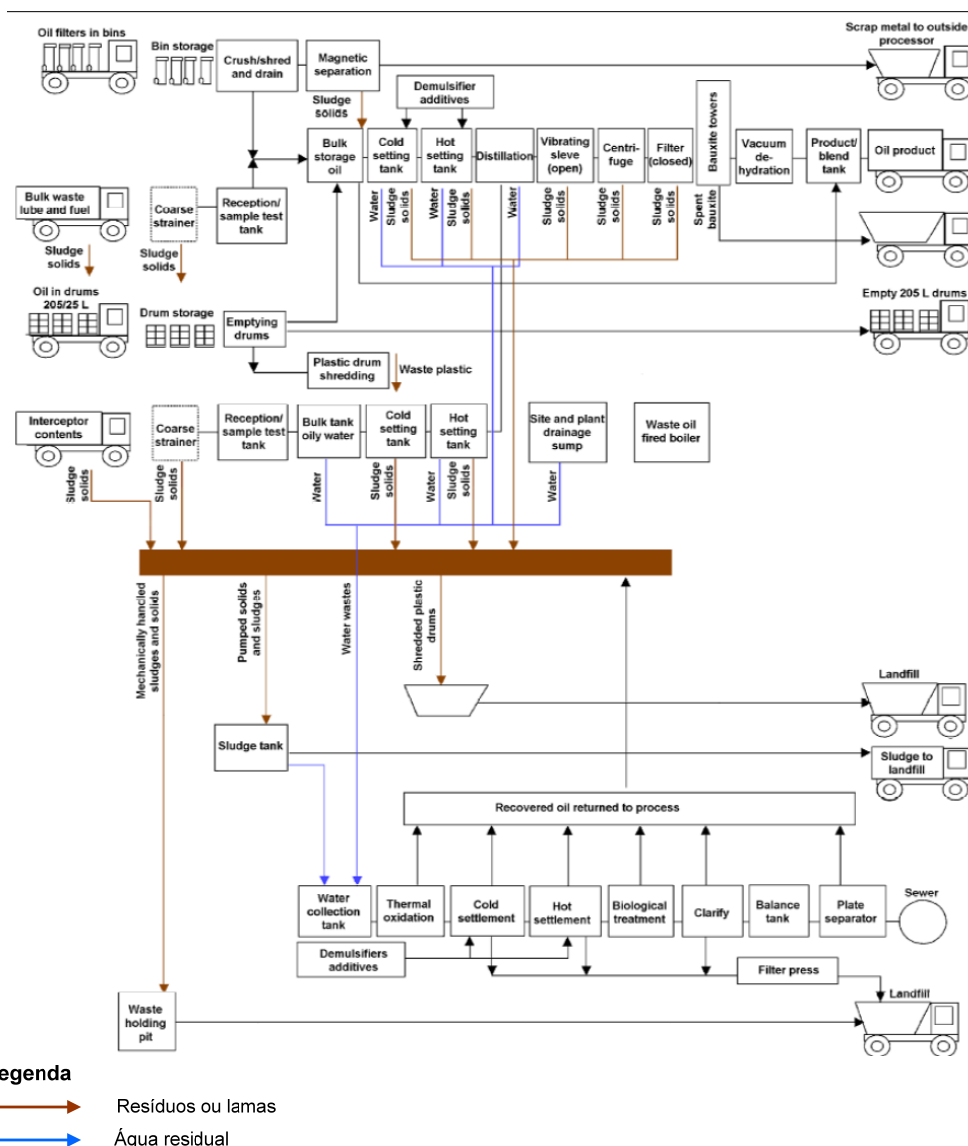 Oil filters in bins
Bin storage
Crush/shred
and drain
Magnetic
separation
Scrap metal to outside
processor
Sludge
solids
Demulsifier
additives
Bulk
storage
oil
Cold
setting
tank
Hot
setting
tank
Distillation
Vibrating
sleve
(open)
Centri-
fuge
Filter
(closed)
Bauxite towers
Vacuum
de-
hydration
Product/
blend
tank
Oil product
Bulk waste
lube and fuel
Coarse
strainer
Reception/
sample test
tank
Water
Sludge
solids
Water
Sludge
solids
Water
Sludge
solids
Sludge
solids
Sludge
solids
Spent
bauxite
Sludge
solids
Sludge
solids
Oil in drums
205/25 L
Drum storage
Emptying
drums
Empty 205 L drums
Plastic drum
shredding
Waste plastic
Interceptor
contents
Coarse
strainer
Reception/
sample test
tank
Bulk tank
oily water
Cold
setting
tank
Hot
setting
tank
Site and plant
drainage
sump
Waste oil
fired boiler
Sludge
solids
Sludge
solids
Water
Sludge
solids
Water
Sludge
solids
Water
Mechanically handled
sludges and solids
Pumped solids
and sludges
Water wastes
Shredded plastic
drums
Landfill
Sludge tank
Sludge to
landfill
Recovered oil returned to process
Water
collection
tank
Thermal
oxidation
Cold
settlement
Hot
settlement
Biological
treatment
Clarify
Balance
tank
Plate
separator
Sewer
Demulsifiers
additives
Filter press
Waste
holding
pit
Landfill
egenda
Resíduos ou lamas
Água residual